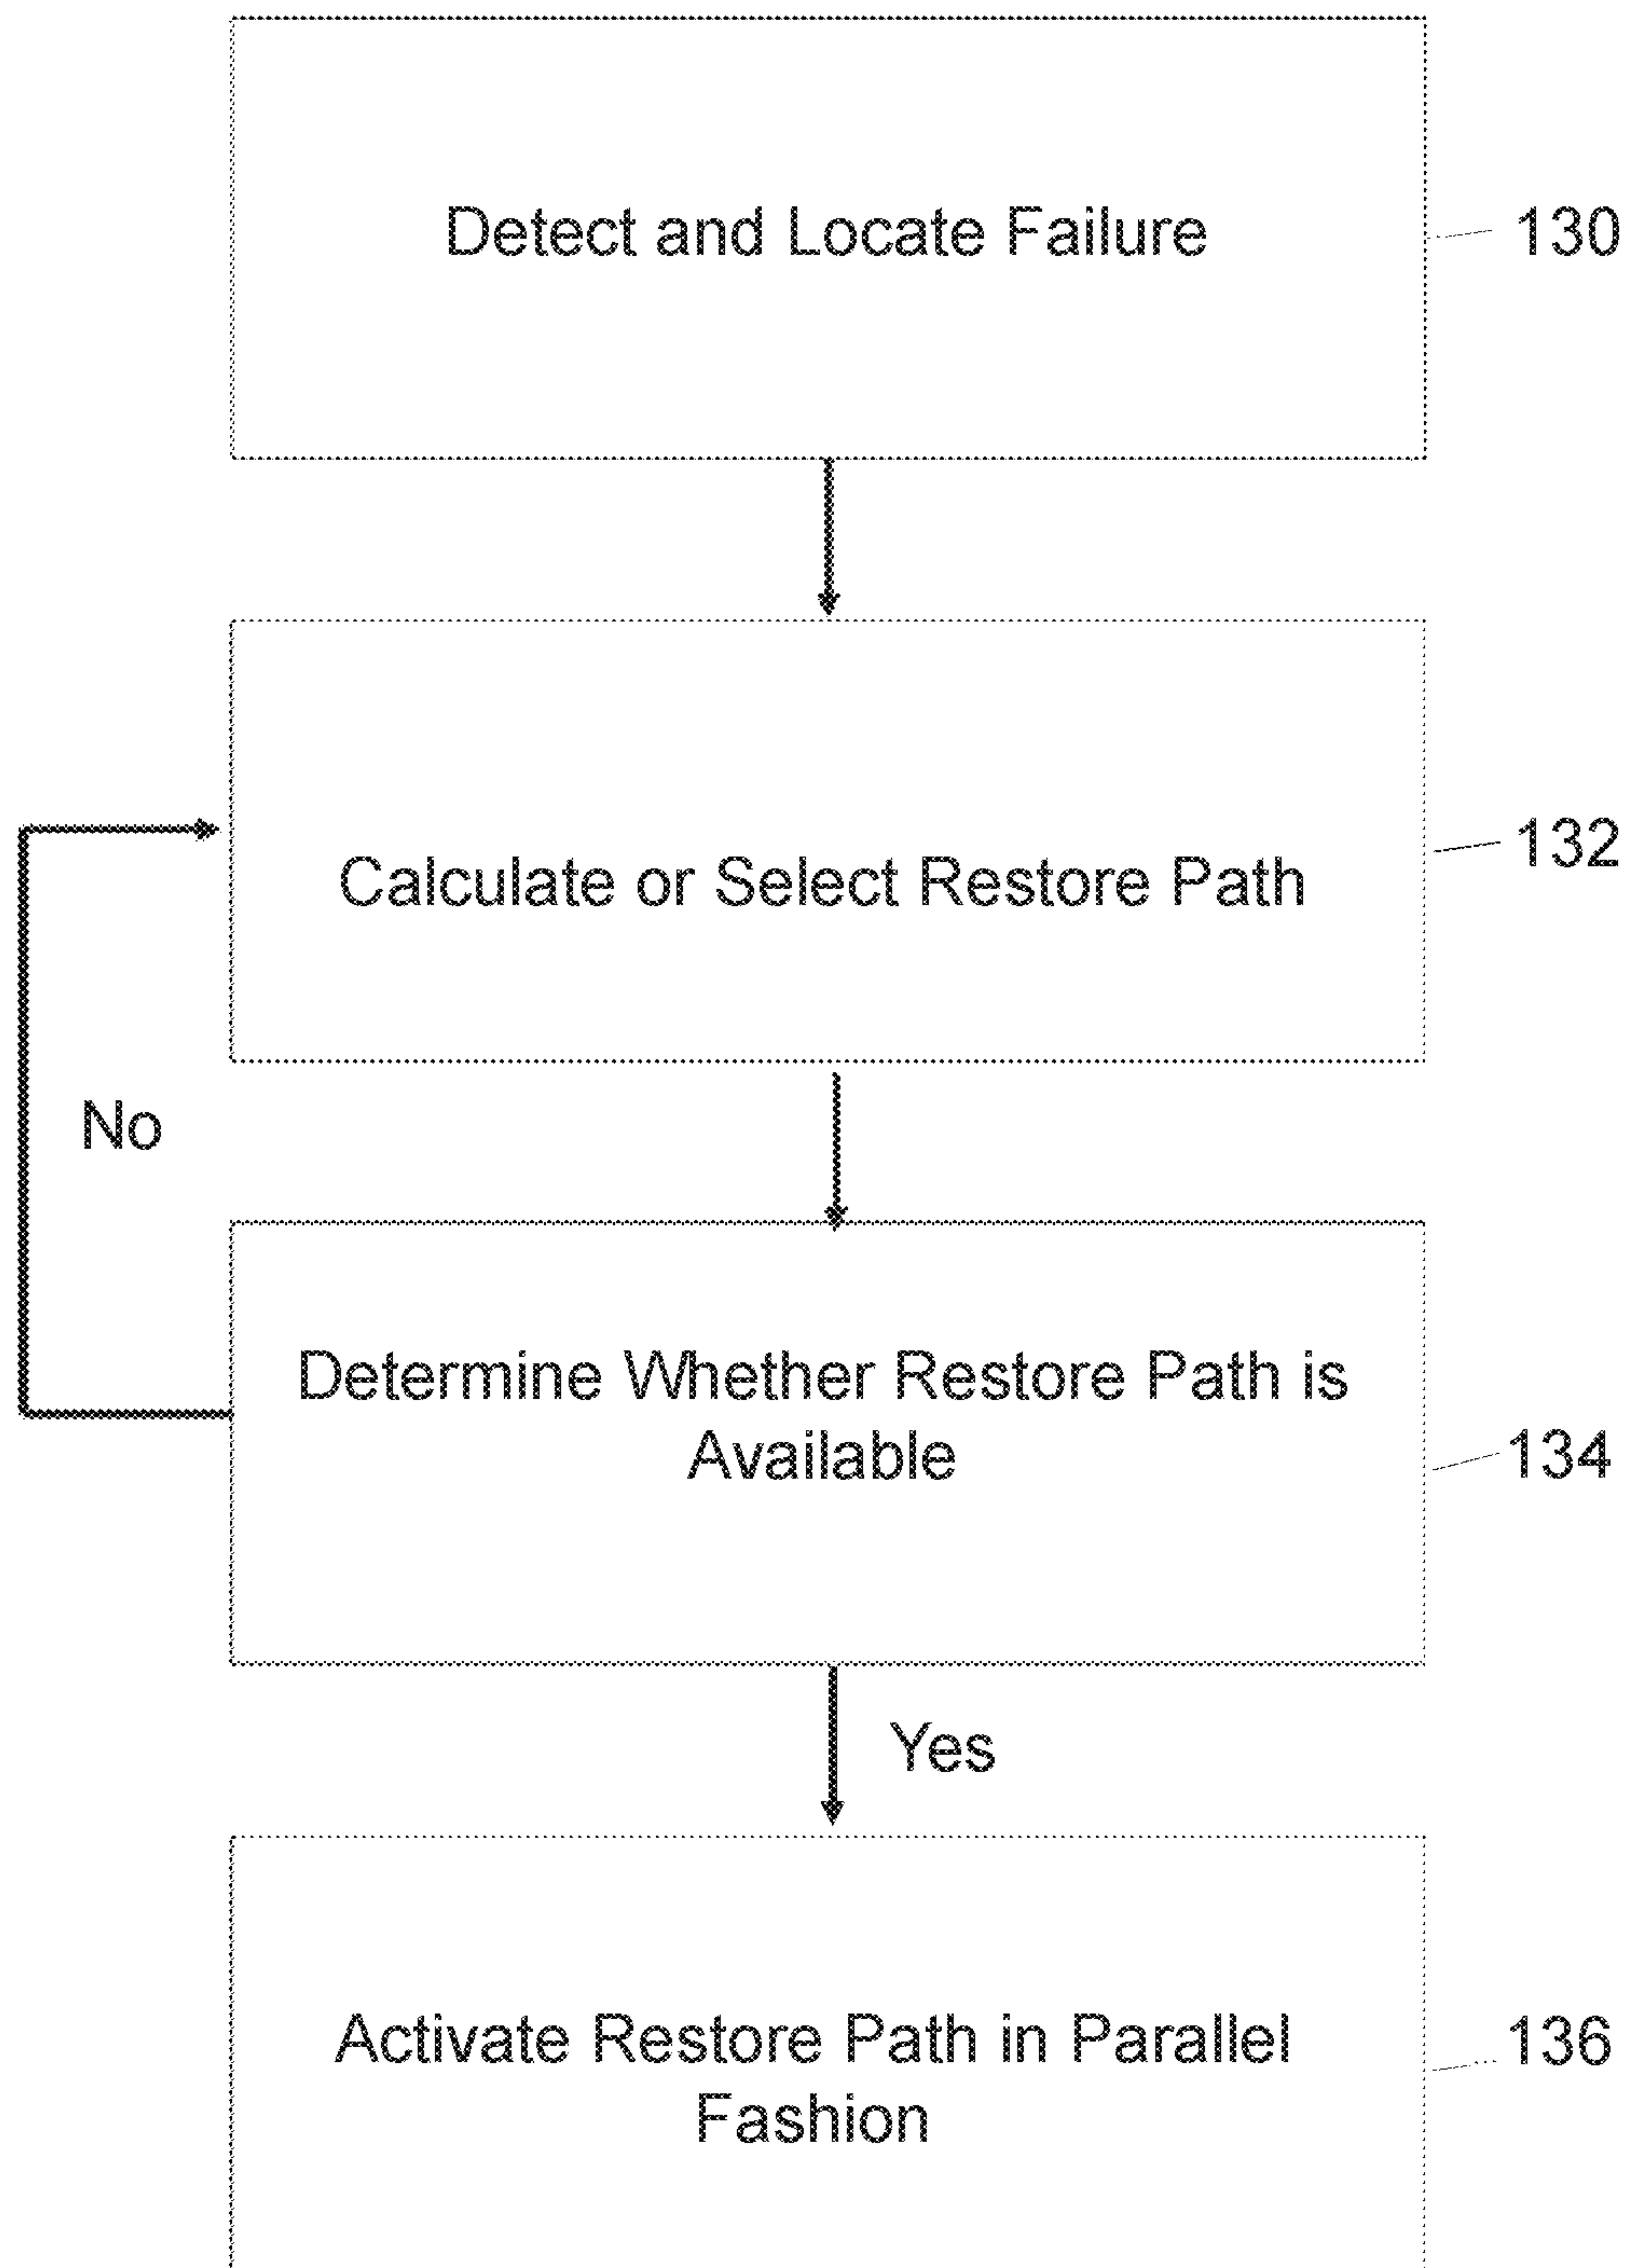 Detect and Locate Failure
130
Calculate or Select Restore Path
132
No
Determine Whether Restore Path is
Available
134
Yes
Activate Restore Path in Parallel
Fashion
136